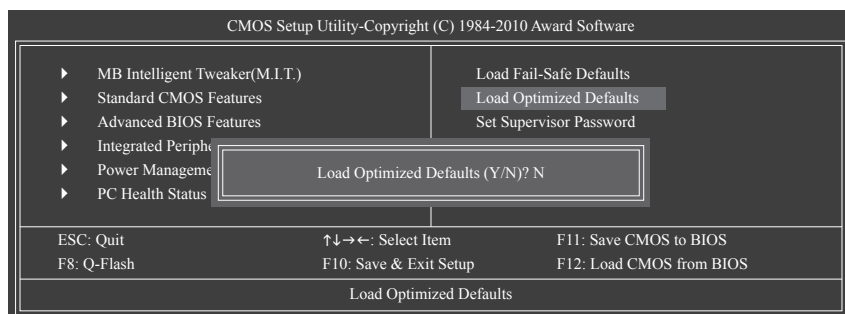 CMOS Setup Utility-Copyright (C) 1984-2010 Award Software
MB Intelligent Tweaker(M.I.T.)
Standard CMOS Features
Advanced BIOS Features
Integrated Periphe
Power Manageme
PC Health Status
Load Fail-Safe Defaults
Load Optimized Defaults
Set Supervisor Password
Load Optimized Defaults (Y/N)? N
ESC: Quit ↑↓→←: Select Item F11: Save CMOS to BIOS
F8: Q-Flash F10: Save & Exit Setup F12: Load CMOS from BIOS
Load Optimized Defaults